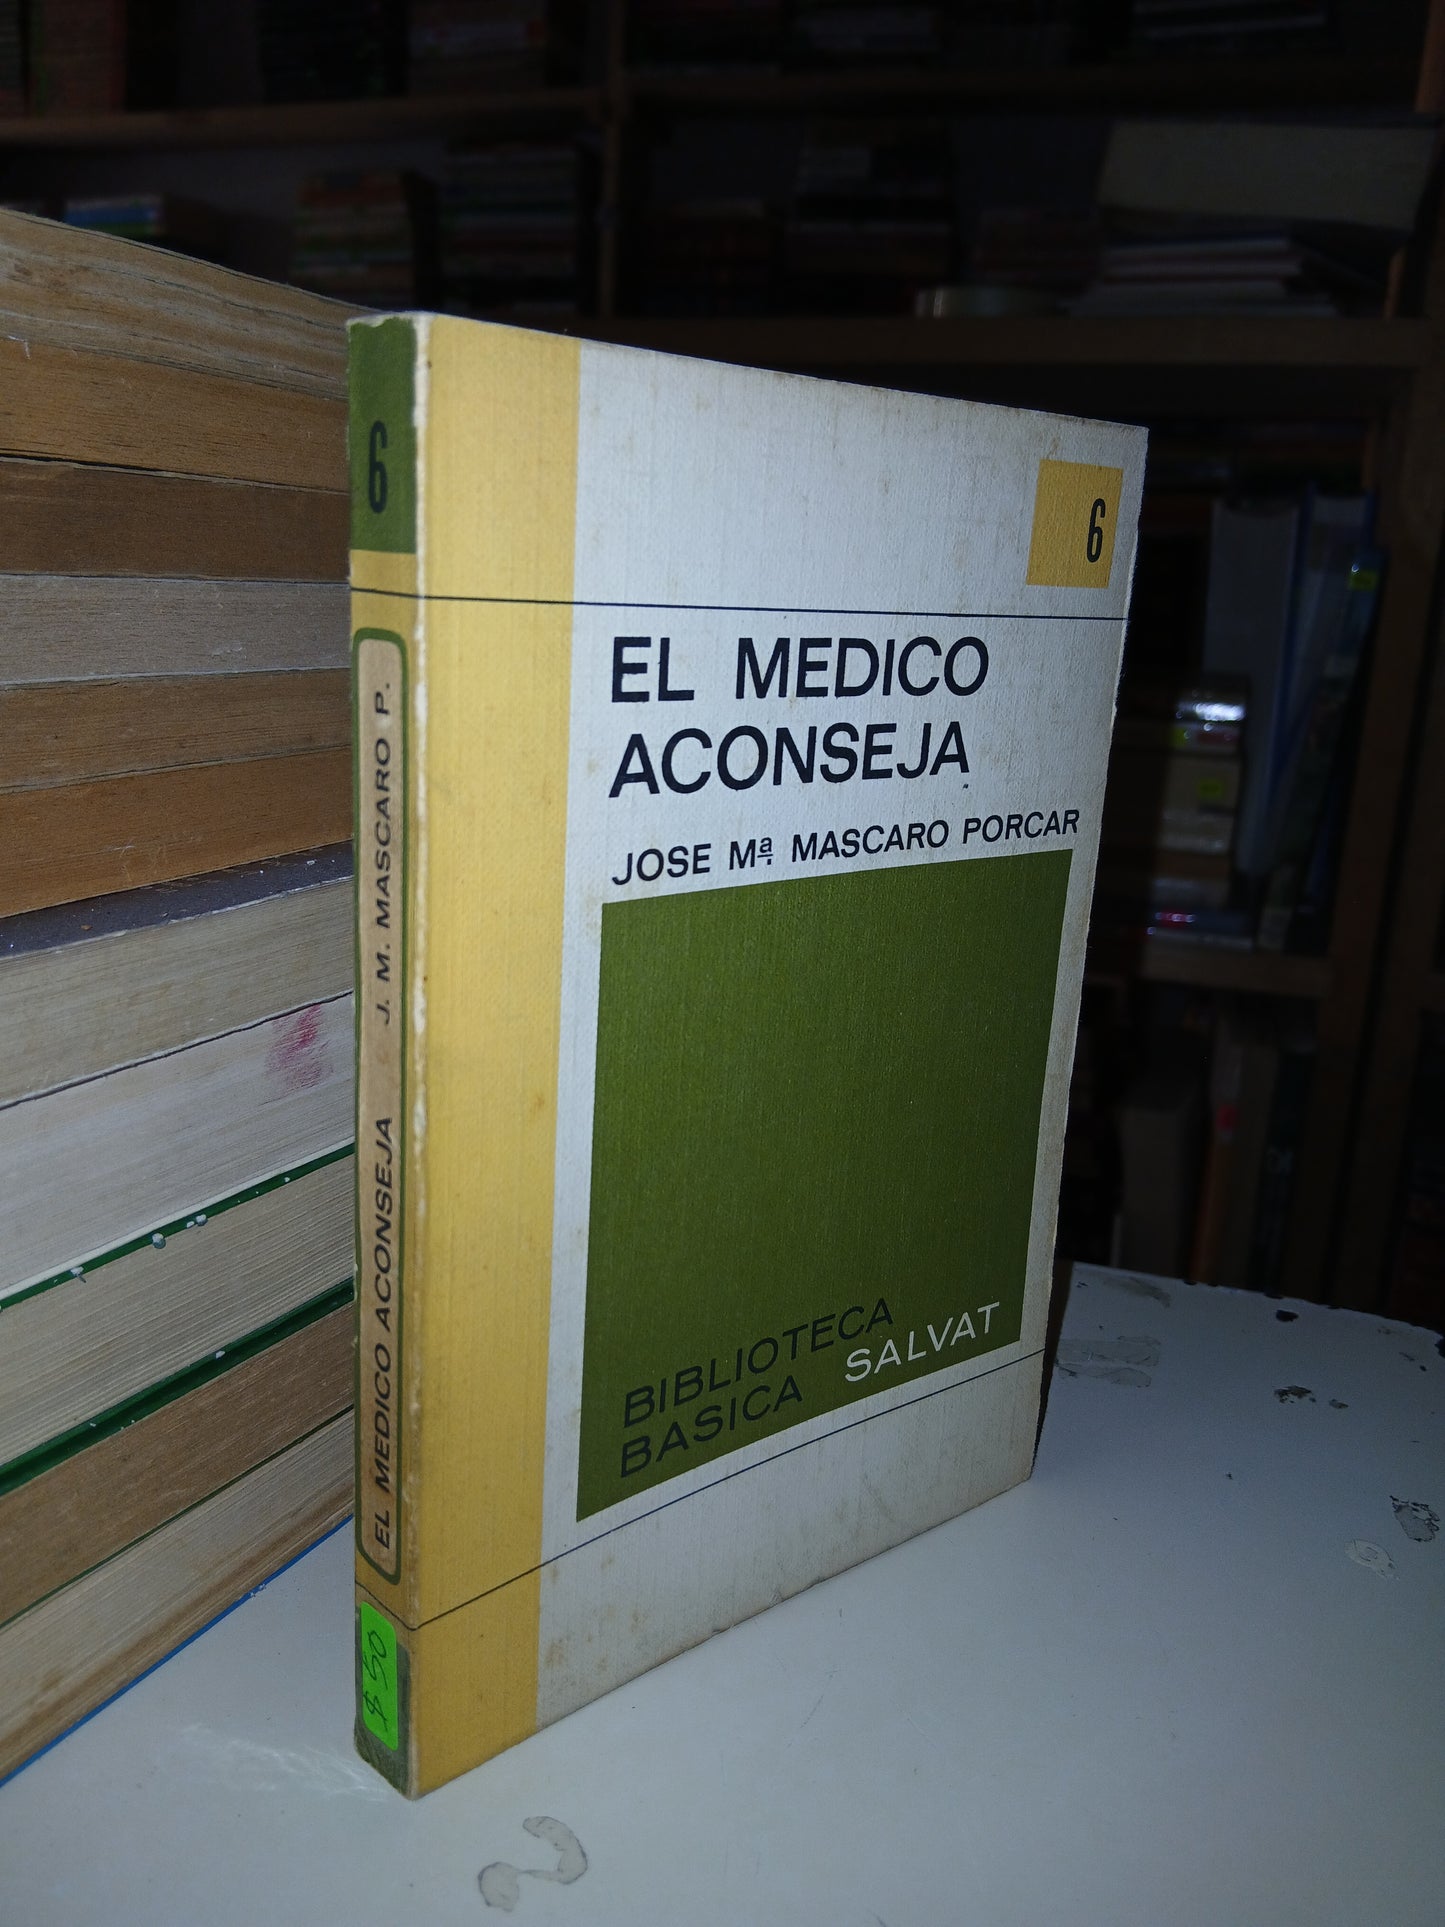 6
J. M. MASCARO P.
EL MEDICO ACONSEJA
$50
6
EL MEDICO
ACONSEJA
JOSE Mª MASCARO PORCAR
BIBLIOTECA
BASICA SALVAT